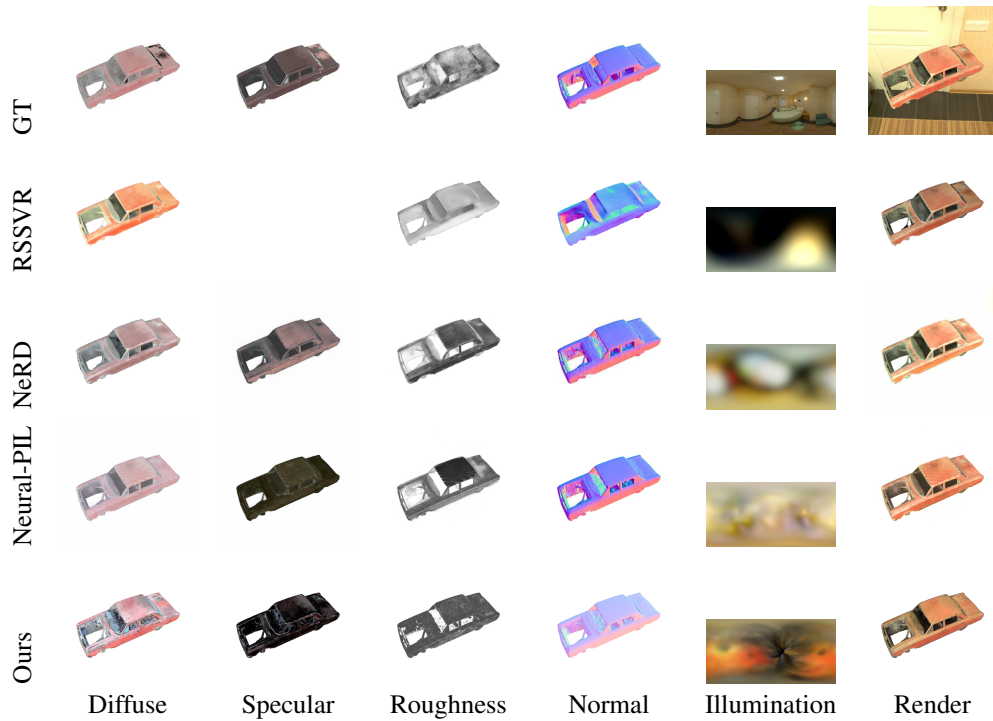 GT
RSSVR
NeRD
Neural-PIL
Ours
Diffuse
Specular
Roughness
Normal
Illumination
Render